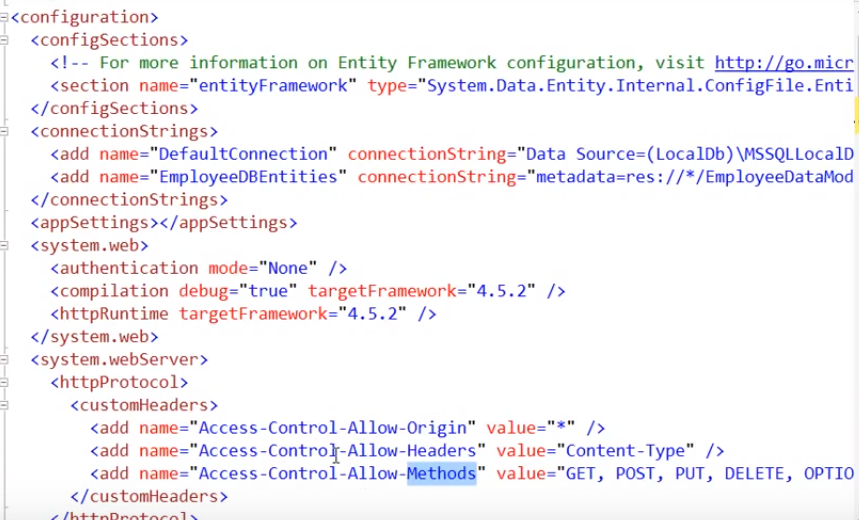 <configuration>
<configSections>
<!-- For more information on Entity Framework configuration, visit http://go.micr
<section name="entityFramework" type="System.Data.Entity.Internal.ConfigFile.Enti
</configSections>
<connectionStrings>
<add name="DefaultConnection" connectionString="Data Source=(LocalDb)\MSSQLLocalD
<add name="EmployeeDBEntities" connectionString="metadata=res://*/EmployeeDataMod
</connectionStrings>
<appSettings></appSettings>
<system.web>
<authentication mode="None" />
<compilation debug="true" targetFramework="4.5.2" />
<httpRuntime targetFramework="4.5.2" />
</system.web>
<system.webServer>
<httpProtocol>
<customHeaders>
<add name="Access-Control-Allow-Origin" value="*" />
<add name="Access-Control-Allow-Headers" value="Content-Type" />
<add name="Access-Control-Allow-Methods" value="GET, POST, PUT, DELETE, OPTIO
</customHeaders>
</httpProtocol>